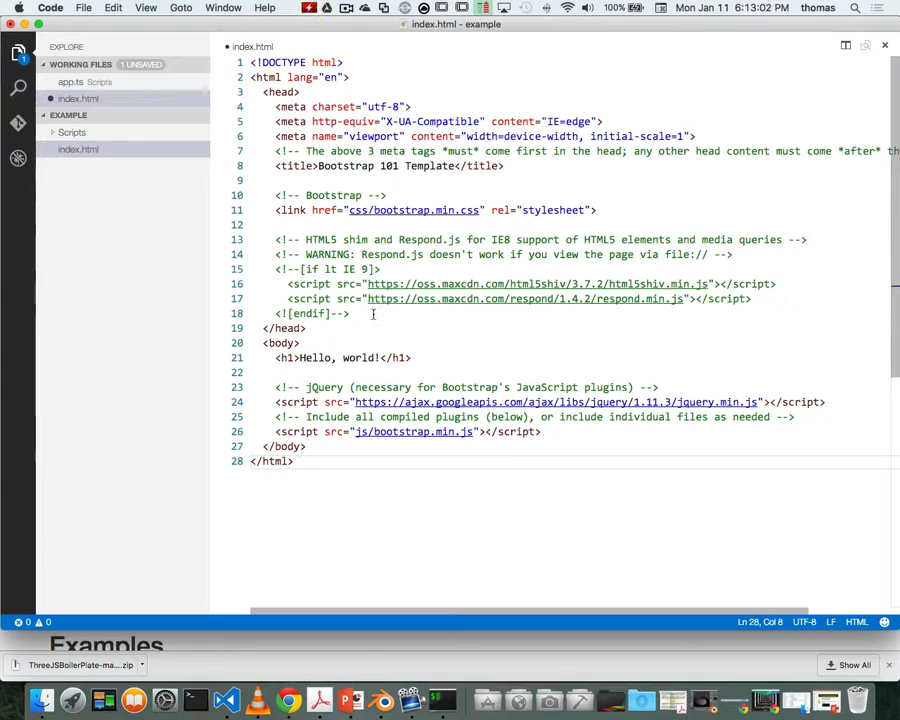 Code File Edit View Goto Window Help 100% Mon Jan 11 6:13:02 PM thomas
index.html - example
EXPLORE
WORKING FILES 1 UNSAVED
app.ts Scripts
index.html
EXAMPLE
Scripts
index.html
1
index.html
1 <!DOCTYPE html>
2 <html lang="en">
3 <head>
4 <meta charset="utf-8">
5 <meta http-equiv="X-UA-Compatible" content="IE=edge">
6 <meta name="viewport" content="width=device-width, initial-scale=1">
7 <!-- The above 3 meta tags *must* come first in the head; any other head content must come *after* th
8 <title>Bootstrap 101 Template</title>
9
10 <!-- Bootstrap -->
11 <link href="css/bootstrap.min.css" rel="stylesheet">
12
13 <!-- HTML5 shim and Respond.js for IE8 support of HTML5 elements and media queries -->
14 <!-- WARNING: Respond.js doesn't work if you view the page via file:// -->
15 <!--[if lt IE 9]>
16 <script src="https://oss.maxcdn.com/html5shiv/3.7.2/html5shiv.min.js"></script>
17 <script src="https://oss.maxcdn.com/respond/1.4.2/respond.min.js"></script>
18 <![endif]-->
19 </head>
20 <body>
21 <h1>Hello, world!</h1>
22
23 <!-- jQuery (necessary for Bootstrap's JavaScript plugins) -->
24 <script src="https://ajax.googleapis.com/ajax/libs/jquery/1.11.3/jquery.min.js"></script>
25 <!-- Include all compiled plugins (below), or include individual files as needed -->
26 <script src="js/bootstrap.min.js"></script>
27 </body>
28 </html>
0 0 Ln 28, Col 8 UTF-8 LF HTML
Examples
ThreeJSBoilerPlate-ma....zip Show All